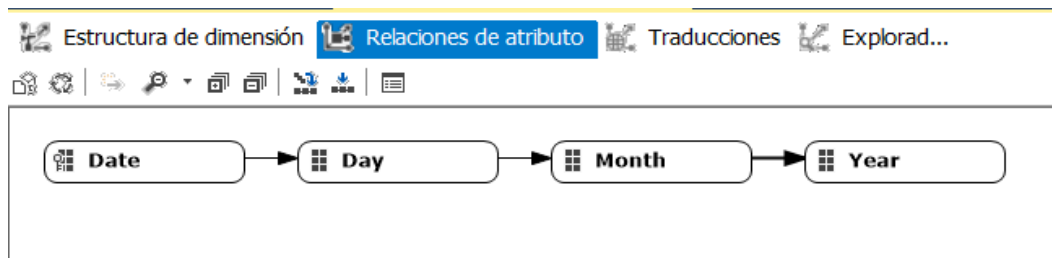 Estructura de dimensión Relaciones de atributo Traducciones Explorad...
Date Day Month Year